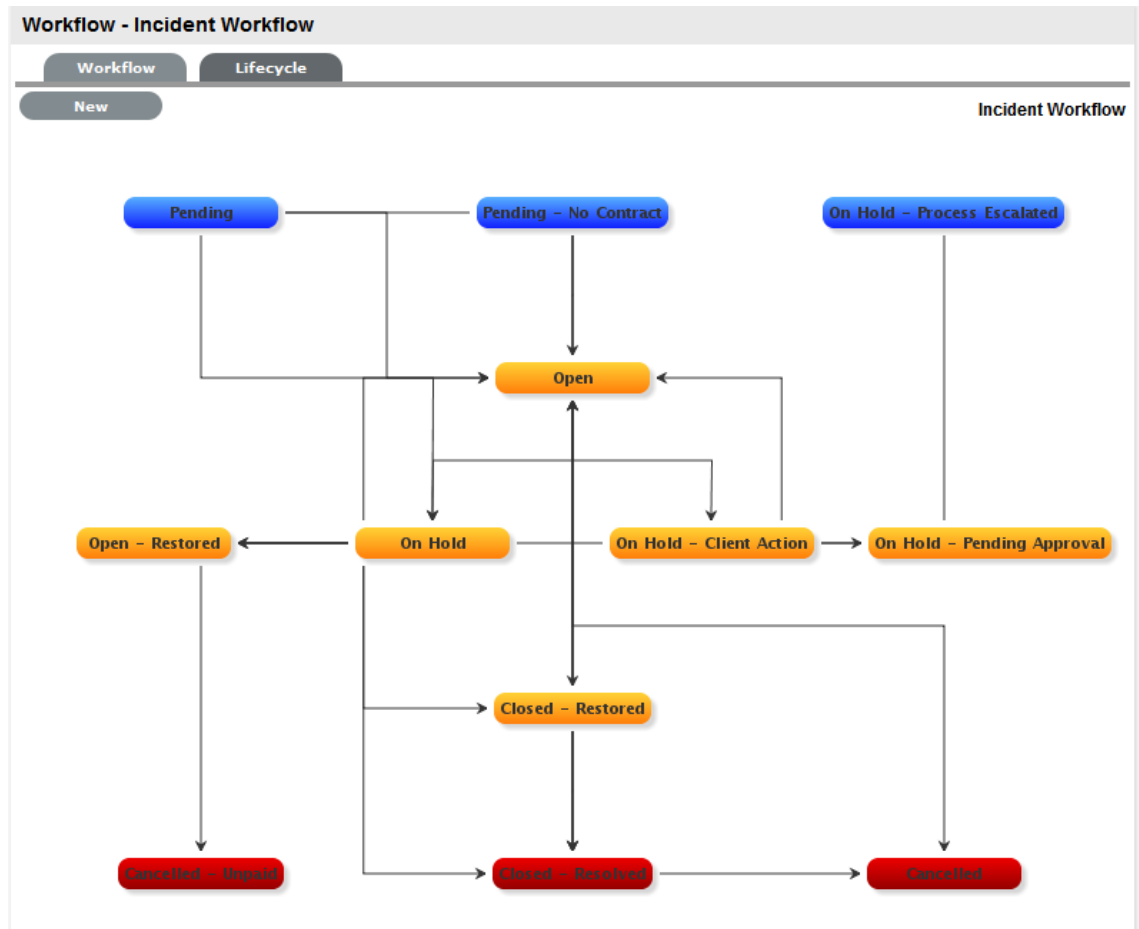 Workflow - Incident Workflow
Workflow Lifecycle
New
Incident Workflow
Pending
Pending – No Contract
On Hold – Process Escalated
Open
Open – Restored
On Hold
On Hold – Client Action
On Hold – Pending Approval
Closed – Restored
Cancelled – Unpaid
Closed – Resolved
Cancelled